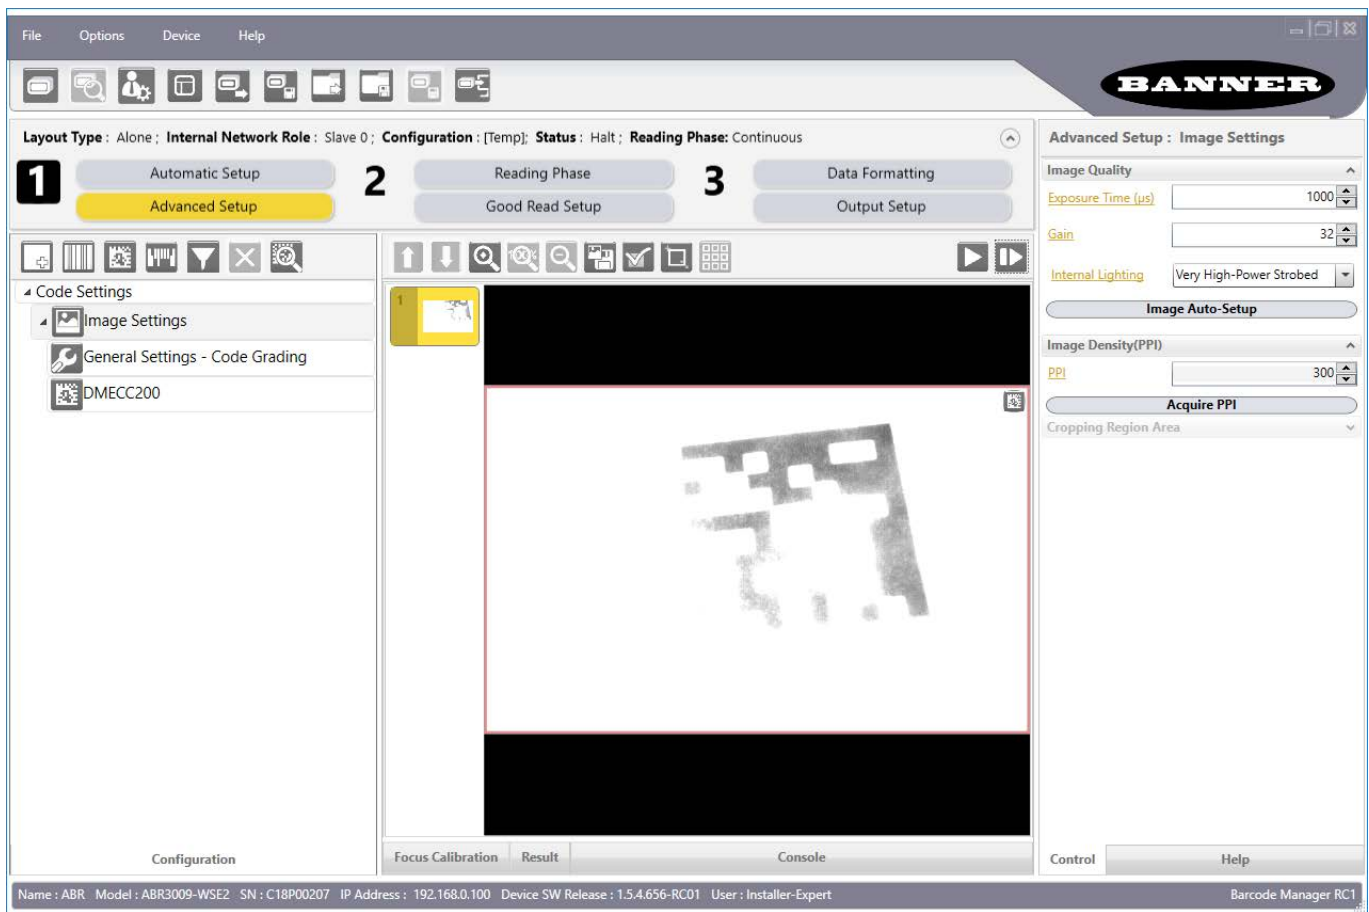 File Options Device Help
BANNER
Layout Type : Alone ; Internal Network Role : Slave 0 ; Configuration : [Temp]; Status : Halt ; Reading Phase: Continuous
1 Automatic Setup 2 Reading Phase 3 Data Formatting
Advanced Setup Good Read Setup Output Setup
Advanced Setup : Image Settings
Image Quality
Exposure Time (µs) 1000
Gain 32
Internal Lighting Very High-Power Strobed
Image Auto-Setup
Image Density(PPI)
PPI 300
Acquire PPI
Cropping Region Area
Code Settings
Image Settings
General Settings - Code Grading
DMECC200
100%
1
Configuration
Focus Calibration Result Console
Control Help
Name : ABR Model : ABR3009-WSE2 SN : C18P00207 IP Address : 192.168.0.100 Device SW Release : 1.5.4.656-RC01 User : Installer-Expert Barcode Manager RC1